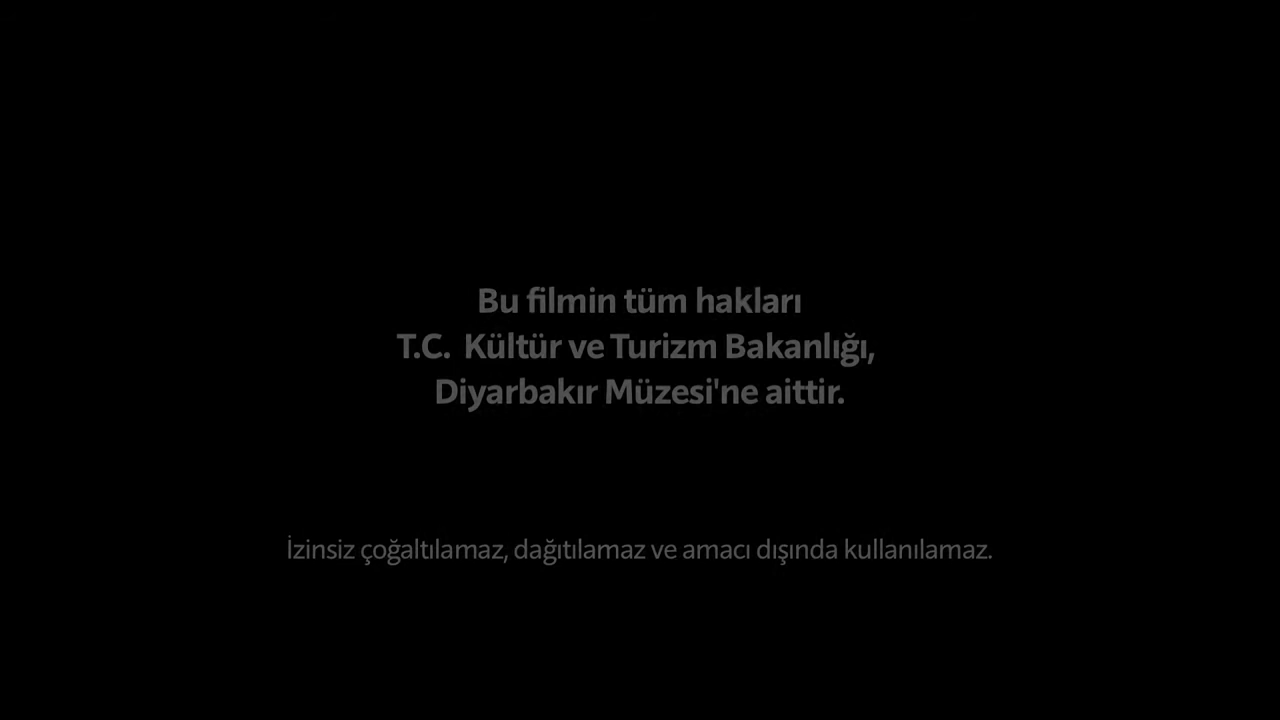 Bu filmin tüm hakları
T.C.  Kültür ve Turizm Bakanlığı,
Diyarbakır Müzesi'ne aittir.
İzinsiz çoğaltılamaz, dağıtılamaz ve amacı dışında kullanılamaz.